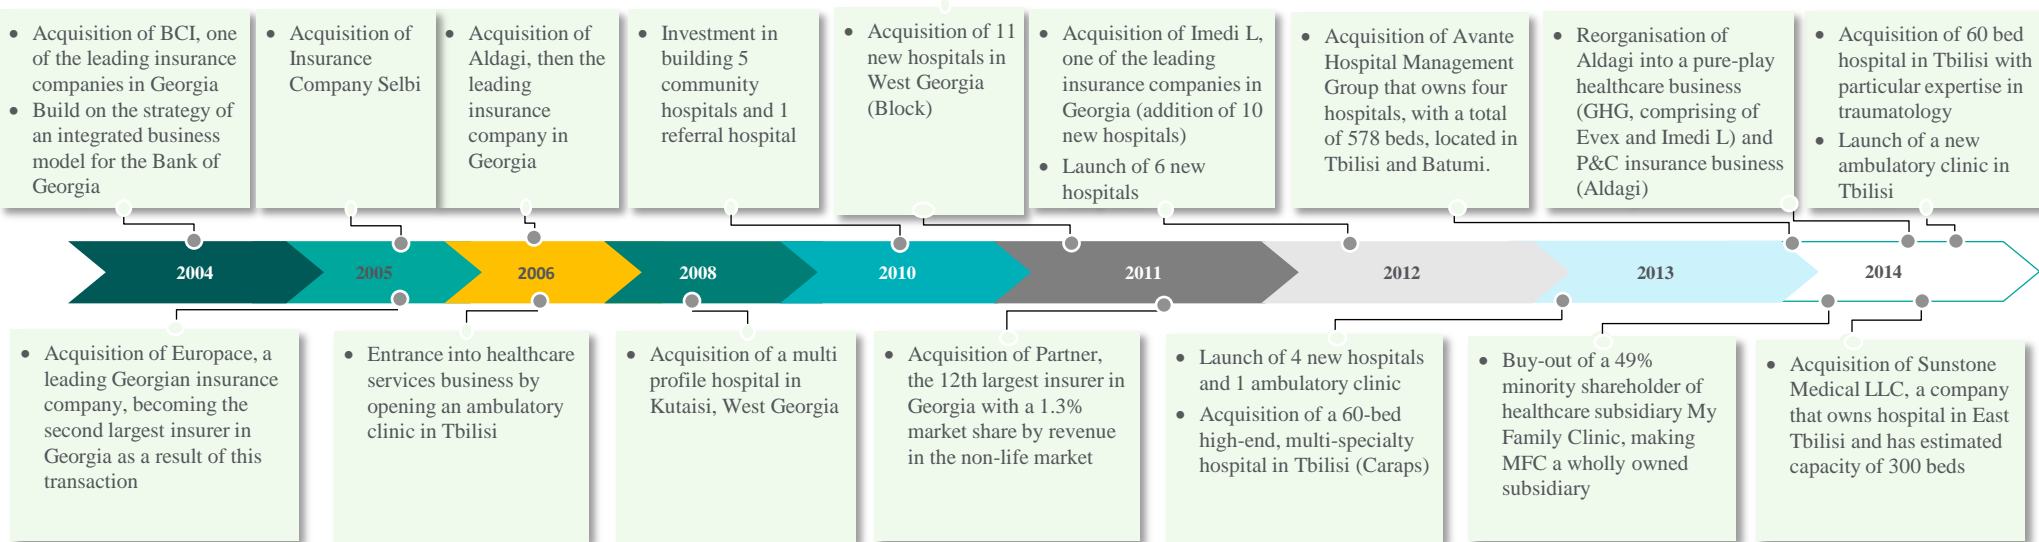 • Acquisition of BCI, one
of the leading insurance
companies in Georgia
• Build on the strategy of
an integrated business
model for the Bank of
Georgia
• Acquisition of
Insurance
Company Selbi
• Acquisition of
Aldagi, then the
leading
insurance
company in
Georgia
• Investment in
building 5
community
hospitals and 1
referral hospital
• Acquisition of 11
new hospitals in
West Georgia
(Block)
• Acquisition of Imedi L,
one of the leading
insurance companies in
Georgia (addition of 10
new hospitals)
• Launch of 6 new
hospitals
• Acquisition of Avante
Hospital Management
Group that owns four
hospitals, with a total
of 578 beds, located in
Tbilisi and Batumi.
• Reorganisation of
Aldagi into a pure-play
healthcare business
(GHG, comprising of
Evex and Imedi L) and
P&C insurance business
(Aldagi)
• Acquisition of 60 bed
hospital in Tbilisi with
particular expertise in
traumatology
• Launch of a new
ambulatory clinic in
Tbilisi
2004
2005
2006
2008
2010
2011
2012
2013
2014
• Acquisition of Europace, a
leading Georgian insurance
company, becoming the
second largest insurer in
Georgia as a result of this
transaction
• Entrance into healthcare
services business by
opening an ambulatory
clinic in Tbilisi
• Acquisition of a multi
profile hospital in
Kutaisi, West Georgia
• Acquisition of Partner,
the 12th largest insurer in
Georgia with a 1.3%
market share by revenue
in the non-life market
• Launch of 4 new hospitals
and 1 ambulatory clinic
• Acquisition of a 60-bed
high-end, multi-specialty
hospital in Tbilisi (Caraps)
• Buy-out of a 49%
minority shareholder of
healthcare subsidiary My
Family Clinic, making
MFC a wholly owned
subsidiary
• Acquisition of Sunstone
Medical LLC, a company
that owns hospital in East
Tbilisi and has estimated
capacity of 300 beds